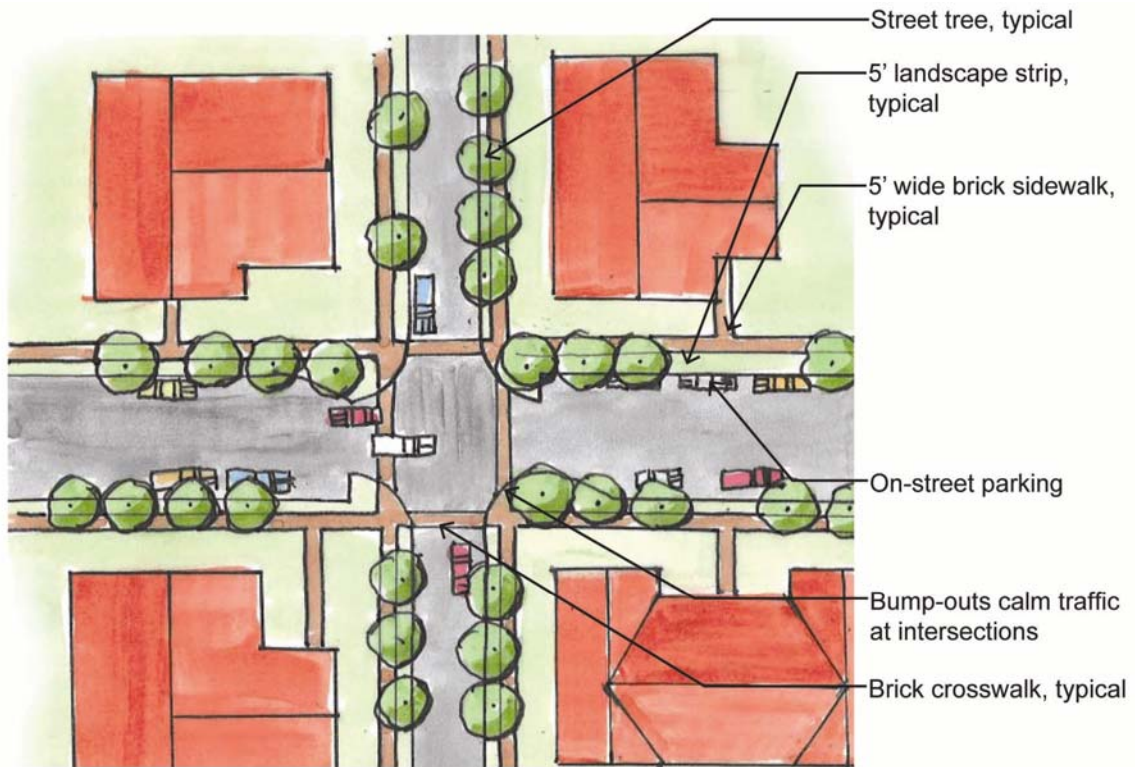 Street tree, typical
5' landscape strip,
typical
5' wide brick sidewalk,
typical
On-street parking
Bump-outs calm traffic
at intersections
Brick crosswalk, typical